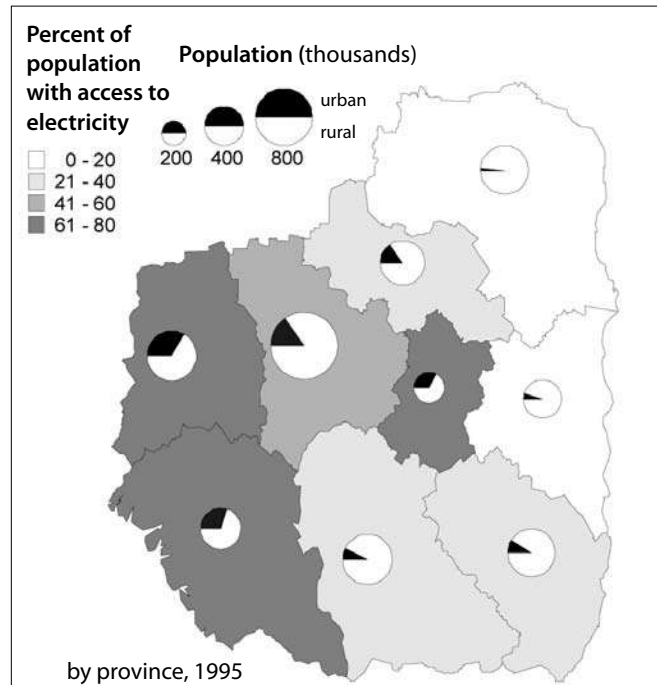 Percent of
population
with access to
electricity
0 - 20
21 - 40
41 - 60
61 - 80
Population (thousands)
urban
rural
200 400 800
by province, 1995